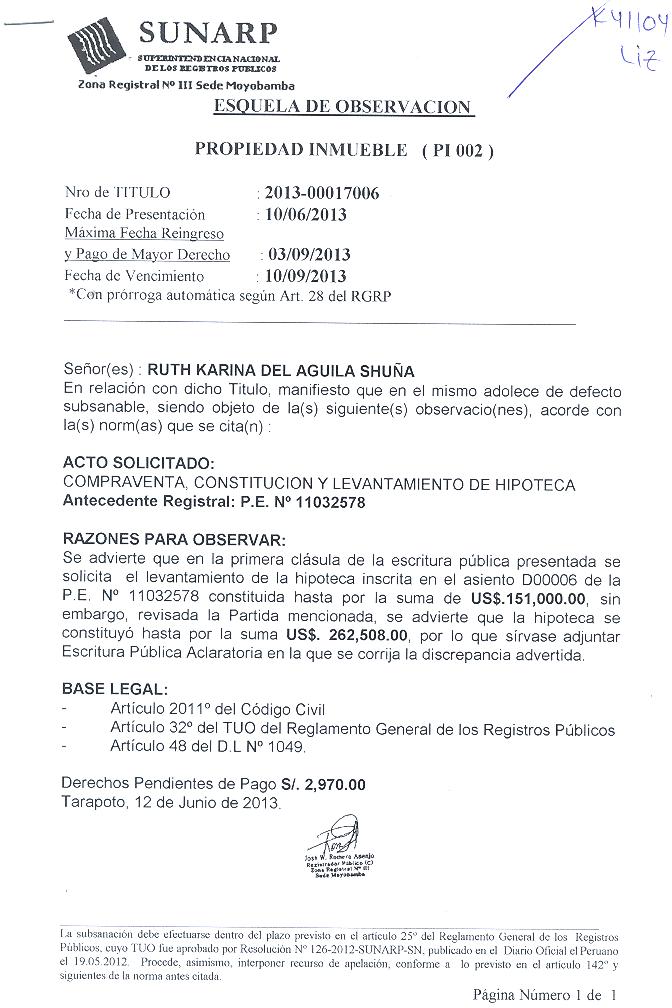 SUNARP
SUPERINTENDENCIA NACIONAL
DE LOS REGISTROS PUBLICOS
Zona Registral Nº III Sede Moyobamba
K41104
Liz
ESQUELA DE OBSERVACION
PROPIEDAD INMUEBLE ( PI 002 )
Nro de TITULO : 2013-00017006
Fecha de Presentación : 10/06/2013
Máxima Fecha Reingreso
y Pago de Mayor Derecho : 03/09/2013
Fecha de Vencimiento : 10/09/2013
*Con prórroga automática según Art. 28 del RGRP
Señor(es) : RUTH KARINA DEL AGUILA SHUÑA
En relación con dicho Titulo, manifiesto que en el mismo adolece de defecto
subsanable, siendo objeto de la(s) siguiente(s) observacio(nes), acorde con
la(s) norm(as) que se cita(n) :
ACTO SOLICITADO:
COMPRAVENTA, CONSTITUCION Y LEVANTAMIENTO DE HIPOTECA
Antecedente Registral: P.E. Nº 11032578
RAZONES PARA OBSERVAR:
Se advierte que en la primera clásula de la escritura pública presentada se
solicita el levantamiento de la hipoteca inscrita en el asiento D00006 de la
P.E. Nº 11032578 constituida hasta por la suma de US$.151,000.00, sin
embargo, revisada la Partida mencionada, se advierte que la hipoteca se
constituyó hasta por la suma US$. 262,508.00, por lo que sírvase adjuntar
Escritura Pública Aclaratoria en la que se corrija la discrepancia advertida.
BASE LEGAL:
- Artículo 2011º del Código Civil
- Artículo 32º del TUO del Reglamento General de los Registros Públicos
- Artículo 48 del D.L Nº 1049.
Derechos Pendientes de Pago S/. 2,970.00
Tarapoto, 12 de Junio de 2013.
José W. Romero Asenjo
Registrador Público (c)
Zona Registral Nº III
Sede Moyobamba
La subsanación debe efectuarse dentro del plazo previsto en el artículo 25º del Reglamento General de los Registros
Públicos, cuyo TUO fue aprobado por Resolución Nº 126-2012-SUNARP-SN, publicado en el Diario Oficial el Peruano
el 19.05.2012. Procede, asimismo, interponer recurso de apelación, conforme a lo previsto en el artículo 142º y
siguientes de la norma antes citada.
Página Número 1 de 1